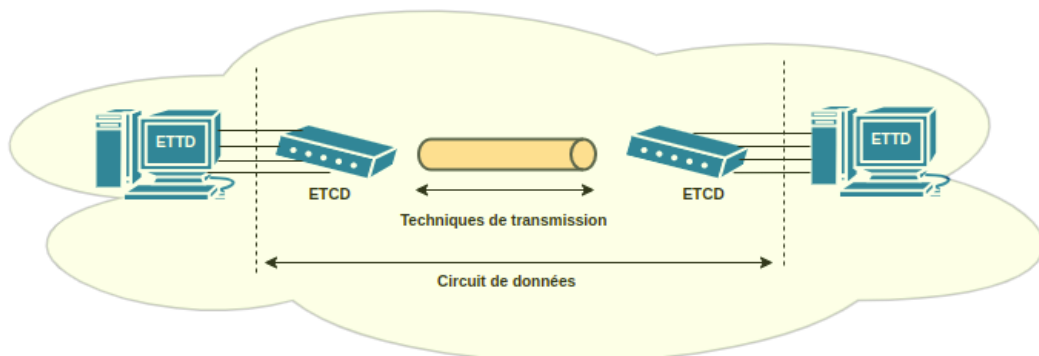 ETTD
ETTD
ETCD
ETCD
Techniques de transmission
Circuit de données